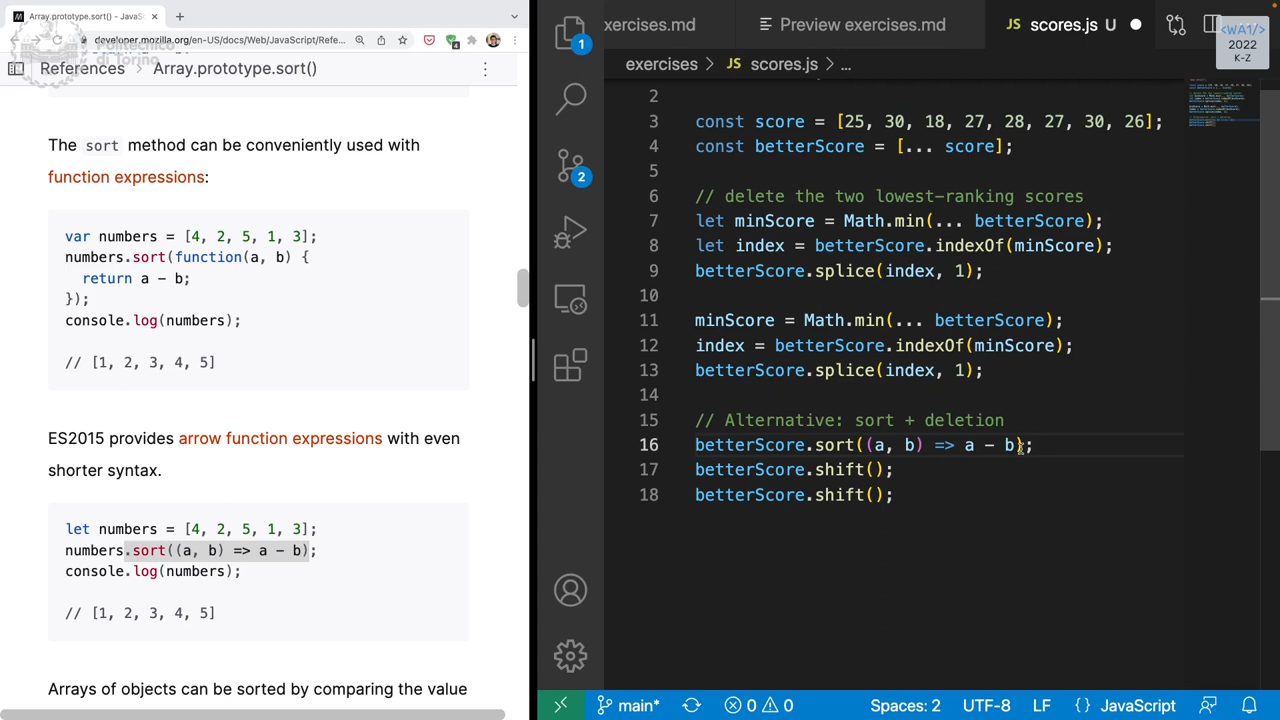 Array.prototype.sort() - JavaS
developer.mozilla.org/en-US/docs/Web/JavaScript/Refe...
4
Politecnico
di Torino
References > Array.prototype.sort()
The sort method can be conveniently used with
function expressions:
var numbers = [4, 2, 5, 1, 3];
numbers.sort(function(a, b) {
return a - b;
});
console.log(numbers);
// [1, 2, 3, 4, 5]
ES2015 provides arrow function expressions with even
shorter syntax.
let numbers = [4, 2, 5, 1, 3];
numbers.sort((a, b) => a - b);
console.log(numbers);
// [1, 2, 3, 4, 5]
Arrays of objects can be sorted by comparing the value
1
2
xercises.md
Preview exercises.md
JS scores.js U
<WA1/>
2022
K-Z
exercises > JS scores.js > ...
2
3 const score = [25, 30, 18, 27, 28, 27, 30, 26];
4 const betterScore = [... score];
5
6 // delete the two lowest-ranking scores
7 let minScore = Math.min(... betterScore);
8 let index = betterScore.indexOf(minScore);
9 betterScore.splice(index, 1);
10
11 minScore = Math.min(... betterScore);
12 index = betterScore.indexOf(minScore);
13 betterScore.splice(index, 1);
14
15 // Alternative: sort + deletion
16 betterScore.sort((a, b) => a - b);
17 betterScore.shift();
18 betterScore.shift();
main* 0 0 Spaces: 2 UTF-8 LF {} JavaScript